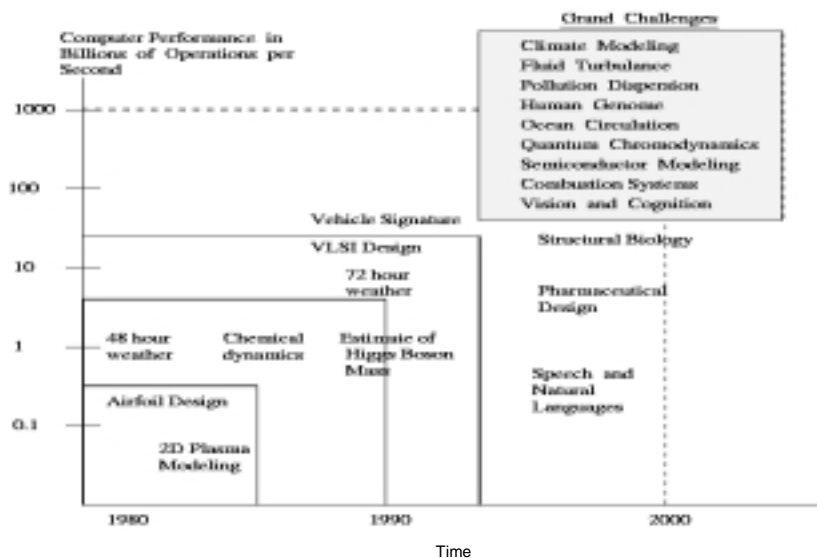 Grand Challenges
Computer Performance in
Billions of Operations per
Second
Climate Modeling
Fluid Turbulance
Pollution Dispersion
Human Genome
Ocean Circulation
Quantum Chromodynamics
Semiconductor Modeling
Combustion Systems
Vision and Cognition
1000
100
Vehicle Signature
VLSI Design
Structural Biology
10
72 hour
weather
Pharmaceutical
Design
1
48 hour
weather
Chemical
dynamics
Estimate of
Higgs Boson
Mass
Speech and
Natural
Languages
0.1
Airfoil Design
2D Plasma
Modeling
1980
1990
2000
Time